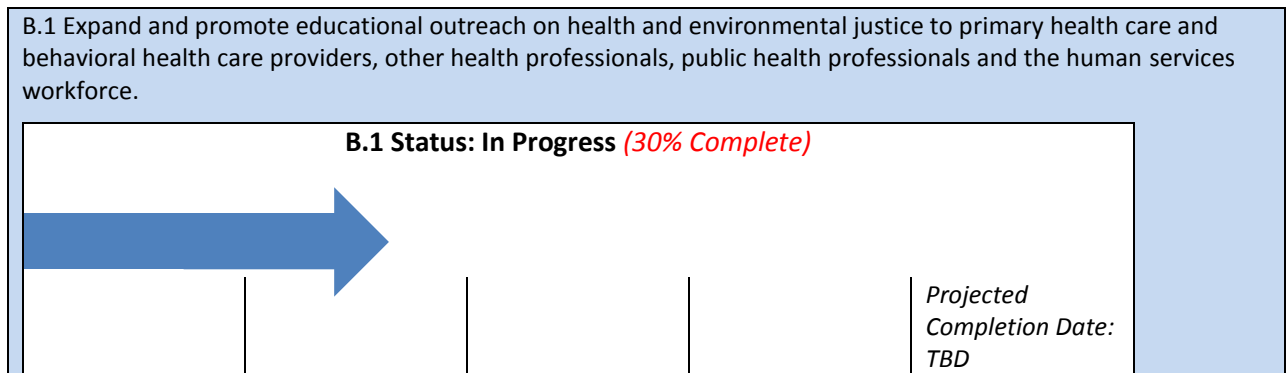 B.1 Expand and promote educational outreach on health and environmental justice to primary health care and
behavioral health care providers, other health professionals, public health professionals and the human services
workforce.
B.1 Status: In Progress (30% Complete)
Projected
Completion Date:
TBD